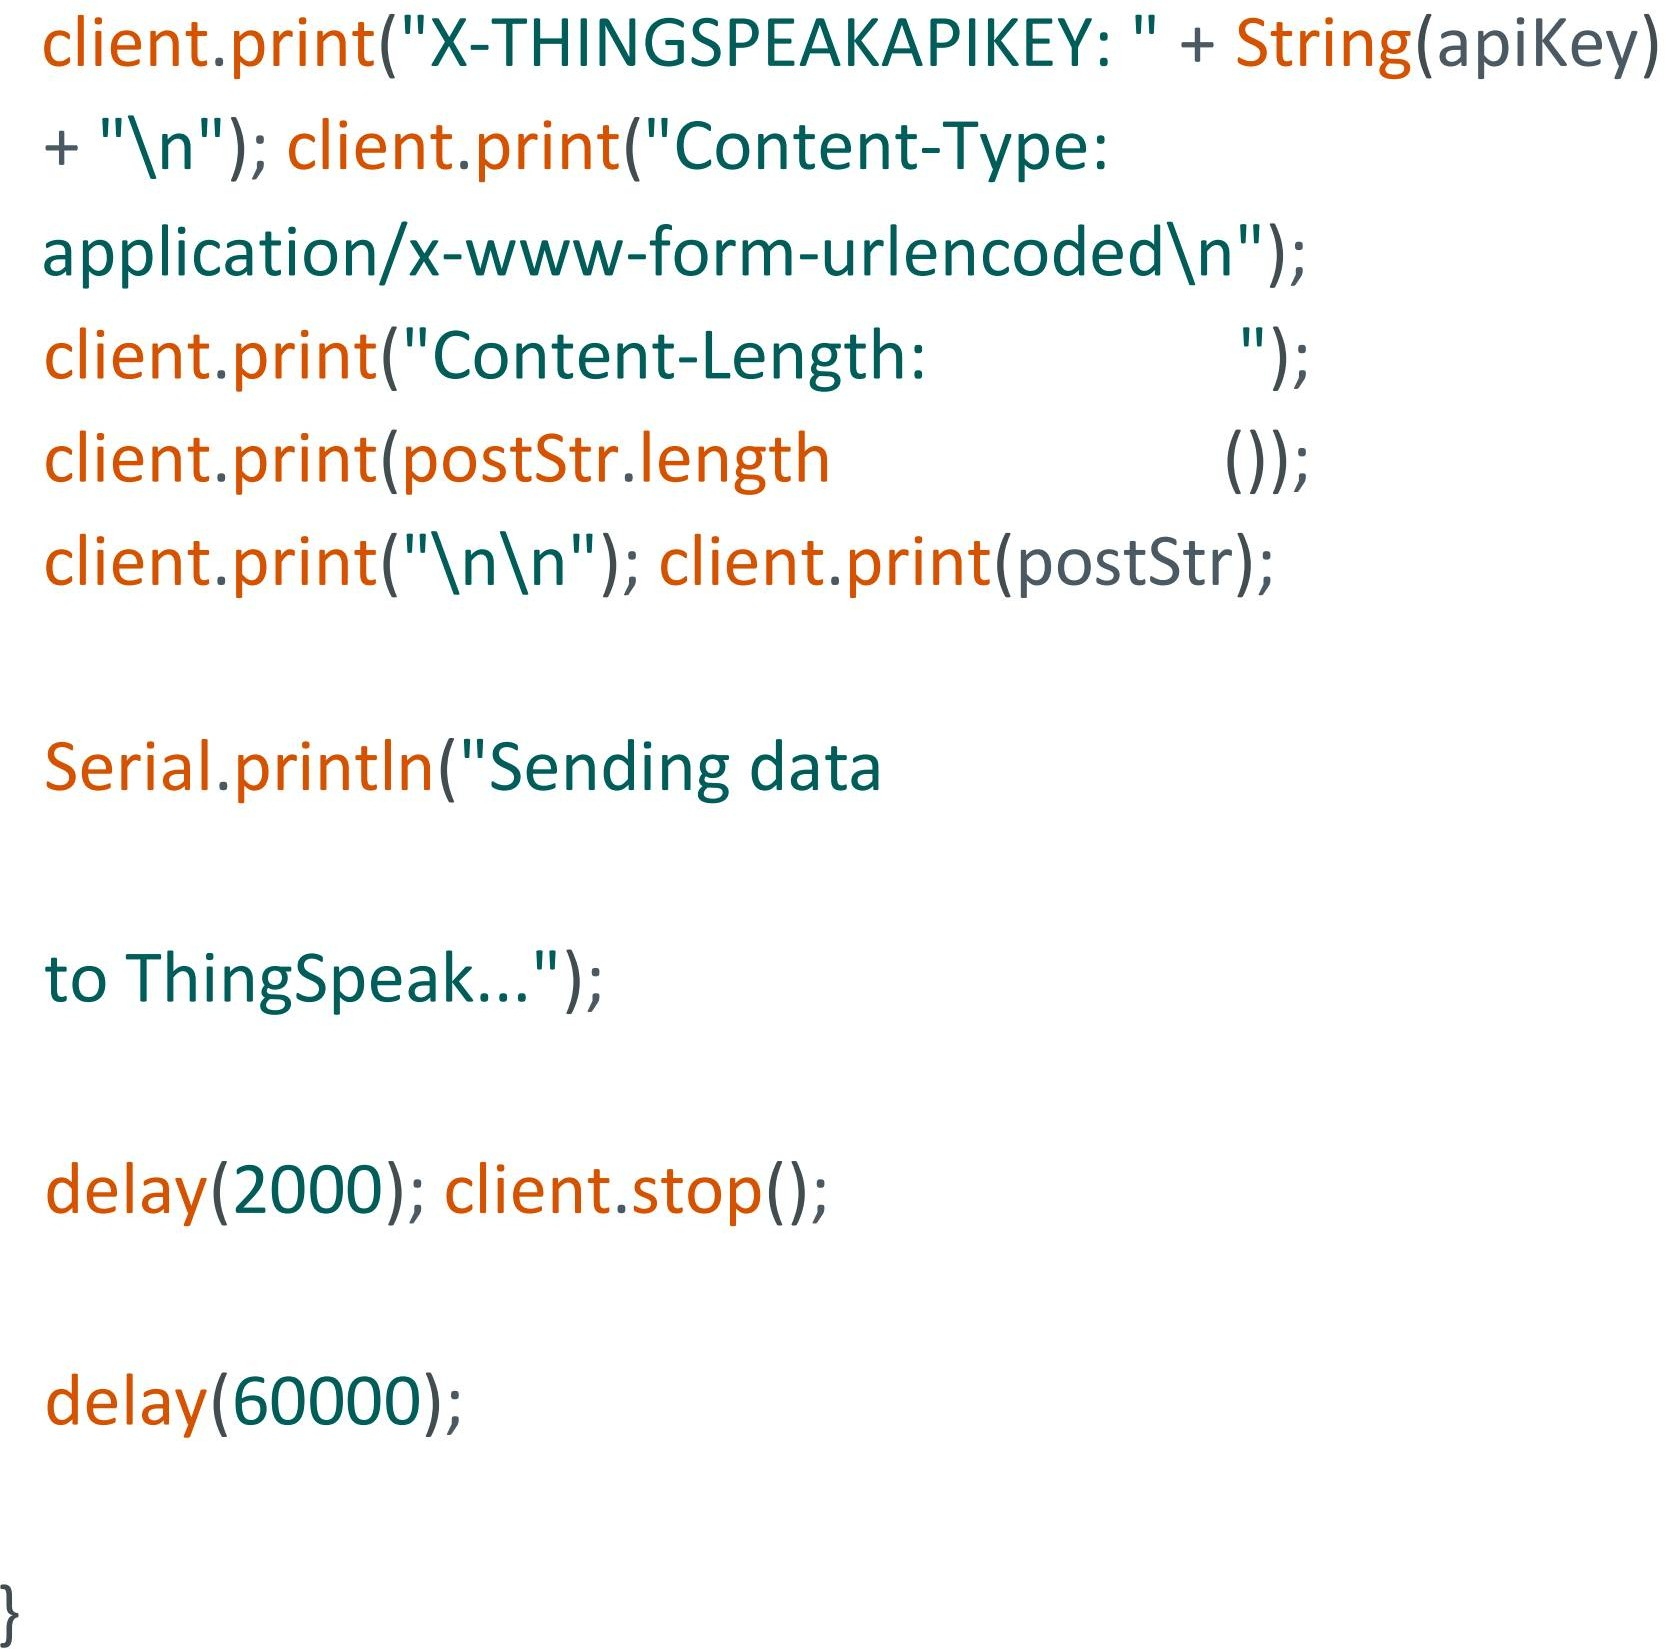 client.print("X-THINGSPEAKAPIKEY: " + String(apiKey)
+ "\n"); client.print("Content-Type:
application/x-www-form-urlencoded\n");
client.print("Content-Length: ");
client.print(postStr.length ());
client.print("\n\n"); client.print(postStr);
Serial.println("Sending data
to ThingSpeak...");
delay(2000); client.stop();
delay(60000);
}